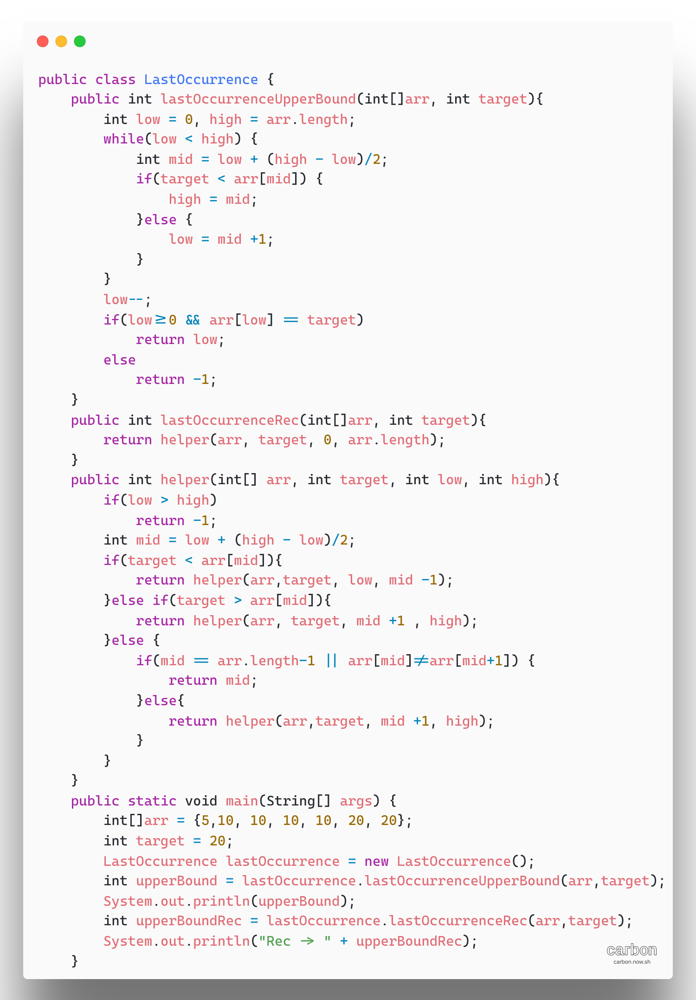 public class LastOccurrence {
    public int lastOccurrenceUpperBound(int[]arr, int target){
        int low = 0, high = arr.length;
        while(low < high) {
            int mid = low + (high - low)/2;
            if(target < arr[mid]) {
                high = mid;
            }else {
                low = mid +1;
            }
        }
        low--;
        if(low>=0 && arr[low] == target)
            return low;
        else
            return -1;
    }
    public int lastOccurrenceRec(int[]arr, int target){
        return helper(arr, target, 0, arr.length);
    }
    public int helper(int[] arr, int target, int low, int high){
        if(low > high)
            return -1;
        int mid = low + (high - low)/2;
        if(target < arr[mid]){
            return helper(arr,target, low, mid -1);
        }else if(target > arr[mid]){
            return helper(arr, target, mid +1 , high);
        }else {
            if(mid == arr.length-1 || arr[mid]!=arr[mid+1]) {
                return mid;
            }else{
                return helper(arr,target, mid +1, high);
            }
        }
    }
    public static void main(String[] args) {
        int[]arr = {5,10, 10, 10, 10, 20, 20};
        int target = 20;
        LastOccurrence lastOccurrence = new LastOccurrence();
        int upperBound = lastOccurrence.lastOccurrenceUpperBound(arr,target);
        System.out.println(upperBound);
        int upperBoundRec = lastOccurrence.lastOccurrenceRec(arr,target);
        System.out.println("Rec -> " + upperBoundRec);
    }
carbon
carbon.now.sh